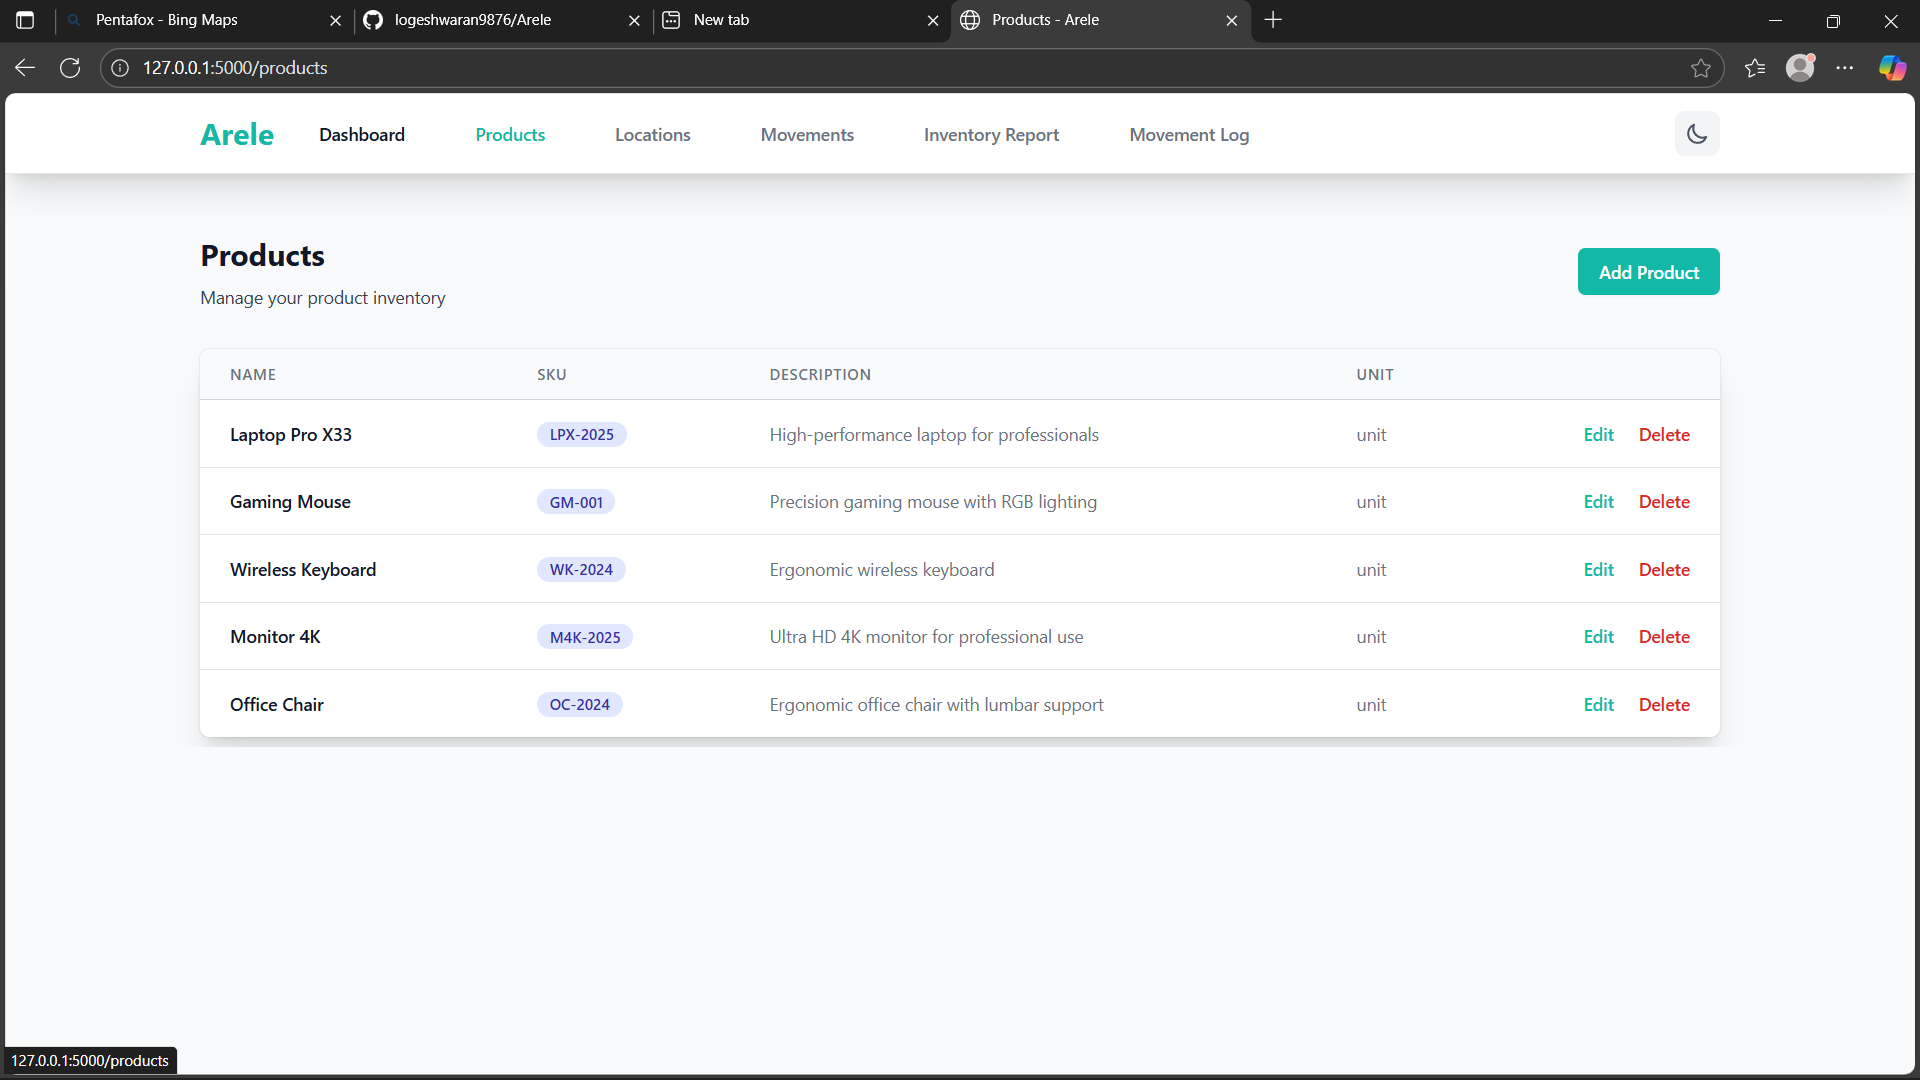 Pentafox - Bing Maps logeshwaran9876/Arele New tab Products - Arele
127.0.0.1:5000/products
Arele Dashboard Products Locations Movements Inventory Report Movement Log
Products
Manage your product inventory
Add Product
NAME SKU DESCRIPTION UNIT
Laptop Pro X33 LPX-2025 High-performance laptop for professionals unit Edit Delete
Gaming Mouse GM-001 Precision gaming mouse with RGB lighting unit Edit Delete
Wireless Keyboard WK-2024 Ergonomic wireless keyboard unit Edit Delete
Monitor 4K M4K-2025 Ultra HD 4K monitor for professional use unit Edit Delete
Office Chair OC-2024 Ergonomic office chair with lumbar support unit Edit Delete
127.0.0.1:5000/products